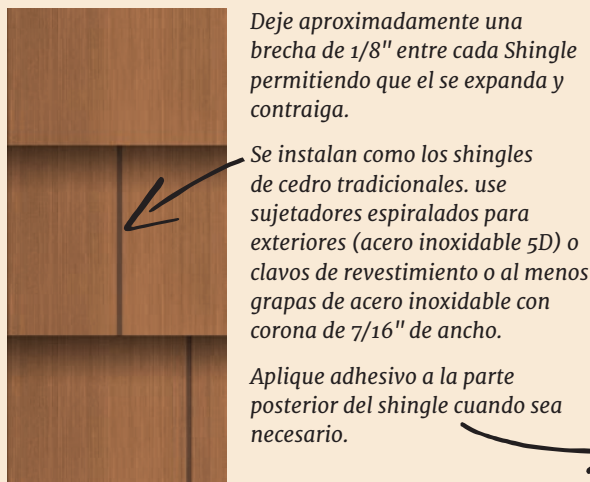 Deje aproximadamente una
brecha de 1/8" entre cada Shingle
permitiendo que el se expanda y
contraiga.
Se instalan como los shingles
de cedro tradicionales. use
sujetadores espiralados para
exteriores (acero inoxidable 5D) o
clavos de revestimiento o al menos
grapas de acero inoxidable con
corona de 7/16" de ancho.
Aplique adhesivo a la parte
posterior del shingle cuando sea
necesario.